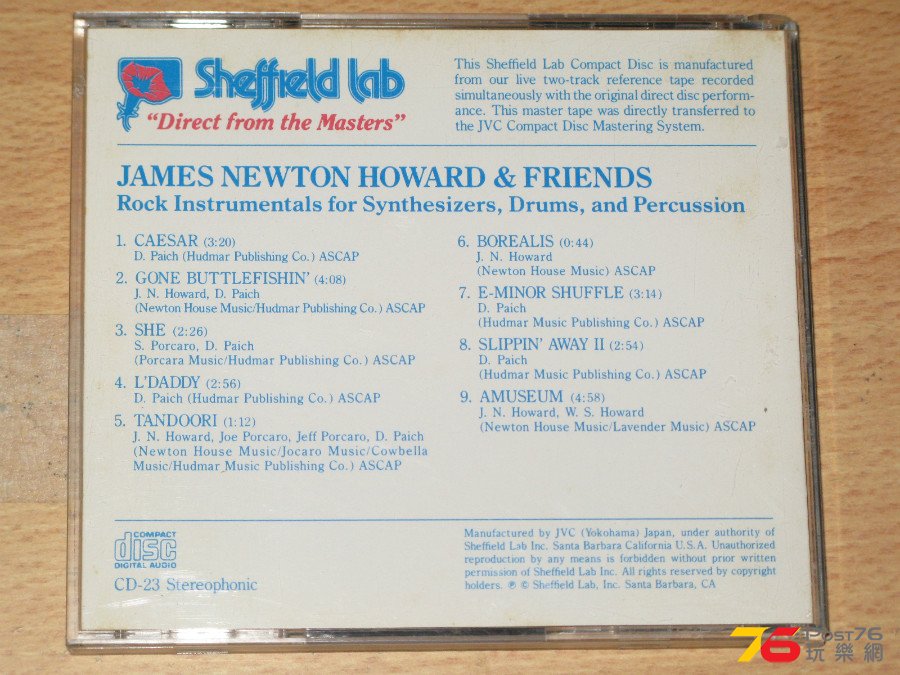 Sheffield Lab
"Direct from the Masters"
This Sheffield Lab Compact Disc is manufactured
from our live two-track reference tape recorded
simultaneously with the original direct disc perform-
ance. This master tape was directly transferred to
the JVC Compact Disc Mastering System.
JAMES NEWTON HOWARD & FRIENDS
Rock Instrumentals for Synthesizers, Drums, and Percussion
1. CAESAR (3:20)
D. Paich (Hudmar Publishing Co.) ASCAP
2. GONE BUTTLEFISHIN' (4:08)
J. N. Howard, D. Paich
(Newton House Music/Hudmar Publishing Co.) ASCAP
3. SHE (2:26)
S. Porcaro, D. Paich
(Porcara Music/Hudmar Publishing Co.) ASCAP
4. L'DADDY (2:56)
D. Paich (Hudmar Publishing Co.) ASCAP
5. TANDOORI (1:12)
J. N. Howard, Joe Porcaro, Jeff Porcaro, D. Paich
(Newton House Music/Jocaro Music/Cowbella
Music/Hudmar Music Publishing Co.) ASCAP
6. BOREALIS (0:44)
J. N. Howard
(Newton House Music) ASCAP
7. E-MINOR SHUFFLE (3:14)
D. Paich
(Hudmar Music Publishing Co.) ASCAP
8. SLIPPIN' AWAY II (2:54)
D. Paich
(Hudmar Music Publishing Co.) ASCAP
9. AMUSEUM (4:58)
J. N. Howard, W. S. Howard
(Newton House Music/Lavender Music) ASCAP
COMPACT
disc
DIGITAL AUDIO
CD-23 Stereophonic
Manufactured by JVC (Yokohama) Japan, under authority of
Sheffield Lab Inc. Santa Barbara California U.S.A. Unauthorized
reproduction by any means is forbidden without prior written
permission of Sheffield Lab Inc. All rights reserved by copyright
holders. ℗ © Sheffield Lab, Inc. Santa Barbara, CA
76 Post76
玩樂網